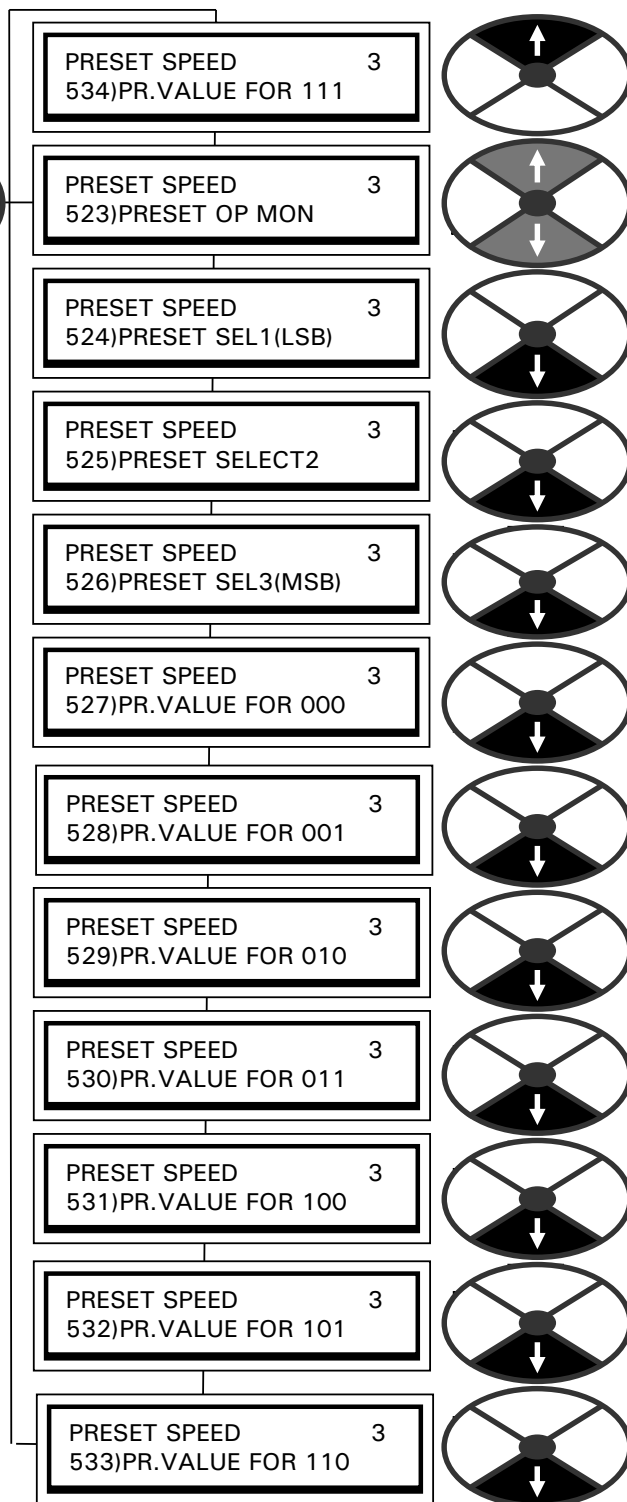 PRESET SPEED 3
534)PR.VALUE FOR 111
PRESET SPEED 3
523)PRESET OP MON
PRESET SPEED 3
524)PRESET SEL1(LSB)
PRESET SPEED 3
525)PRESET SELECT2
PRESET SPEED 3
526)PRESET SEL3(MSB)
PRESET SPEED 3
527)PR.VALUE FOR 000
PRESET SPEED 3
528)PR.VALUE FOR 001
PRESET SPEED 3
529)PR.VALUE FOR 010
PRESET SPEED 3
530)PR.VALUE FOR 011
PRESET SPEED 3
531)PR.VALUE FOR 100
PRESET SPEED 3
532)PR.VALUE FOR 101
PRESET SPEED 3
533)PR.VALUE FOR 110